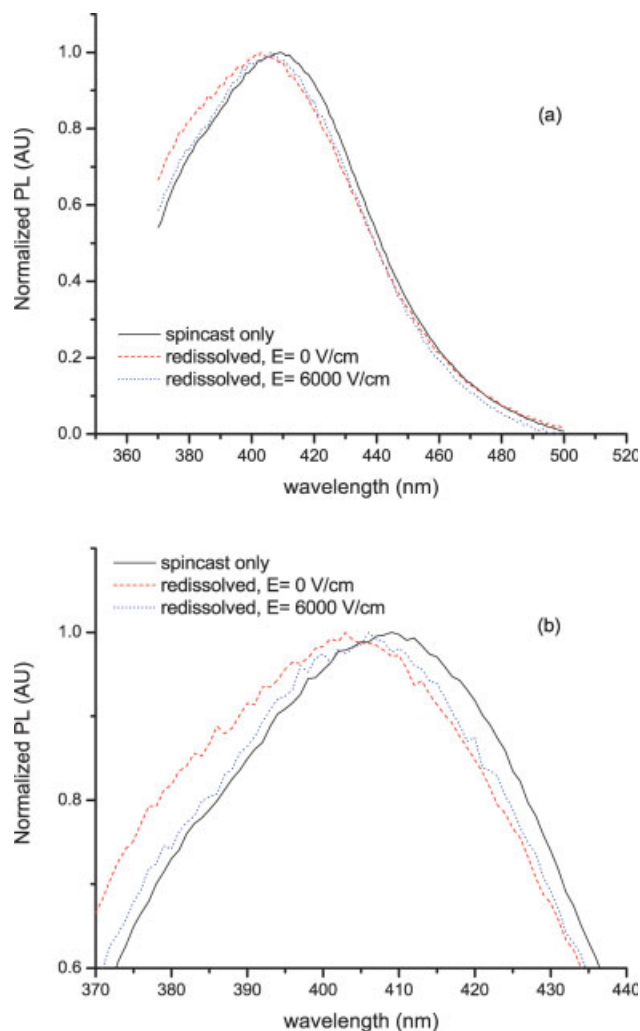 1.0
0.8
0.6
0.4
0.2
0.0
Normalized PL (AU)
(a)
spincast only
redissolved, E= 0 V/cm
redissolved, E= 6000 V/cm
360 380 400 420 440 460 480 500 520
wavelength (nm)
spincast only
redissolved, E= 0 V/cm
redissolved, E= 6000 V/cm
(b)
1.0
0.8
0.6
Normalized PL (AU)
370 380 390 400 410 420 430 440
wavelength (nm)